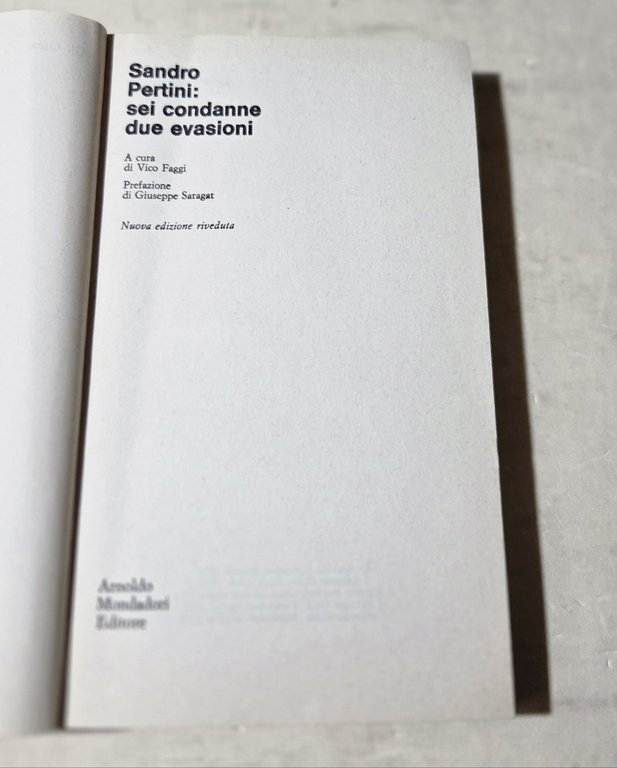 Sandro
Pertini:
sei condanne
due evasioni
A cura
di Vico Faggi
Prefazione
di Giuseppe Saragat
Nuova edizione riveduta
Arnoldo
Mondadori
Editore